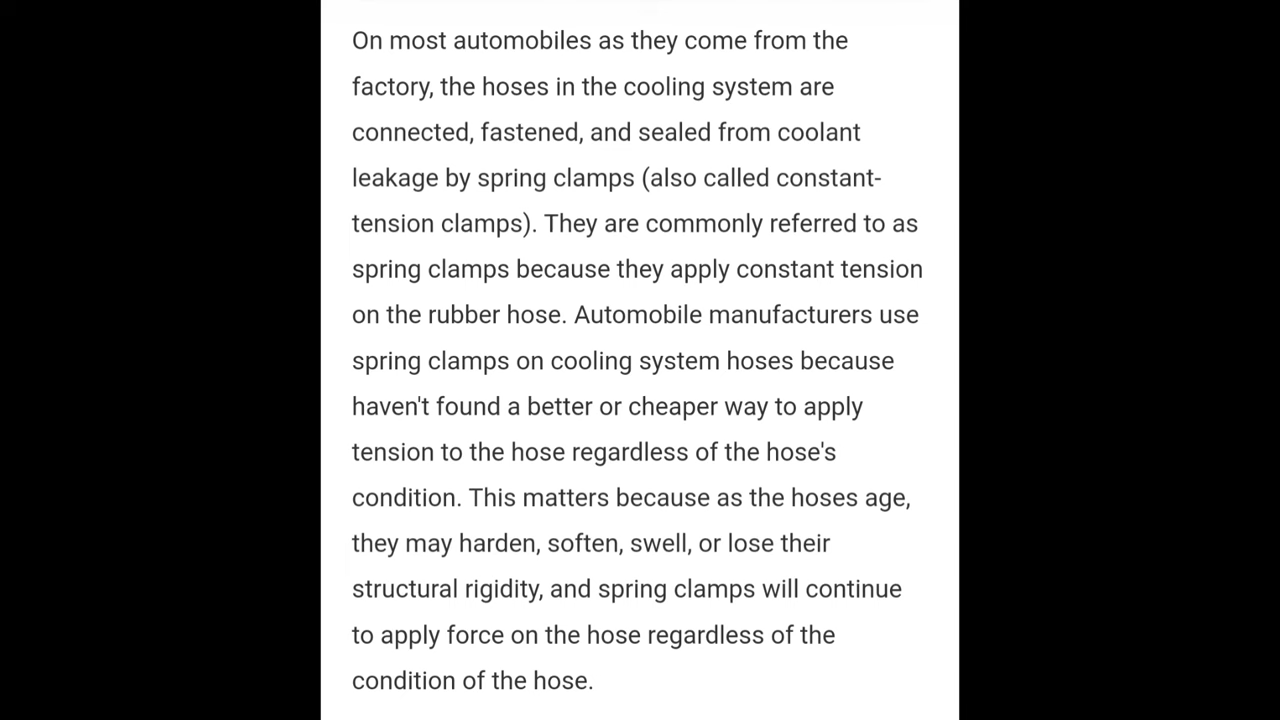 On most automobiles as they come from the
factory, the hoses in the cooling system are
connected, fastened, and sealed from coolant
leakage by spring clamps (also called constant-
tension clamps). They are commonly referred to as
spring clamps because they apply constant tension
on the rubber hose. Automobile manufacturers use
spring clamps on cooling system hoses because
haven't found a better or cheaper way to apply
tension to the hose regardless of the hose's
condition. This matters because as the hoses age,
they may harden, soften, swell, or lose their
structural rigidity, and spring clamps will continue
to apply force on the hose regardless of the
condition of the hose.